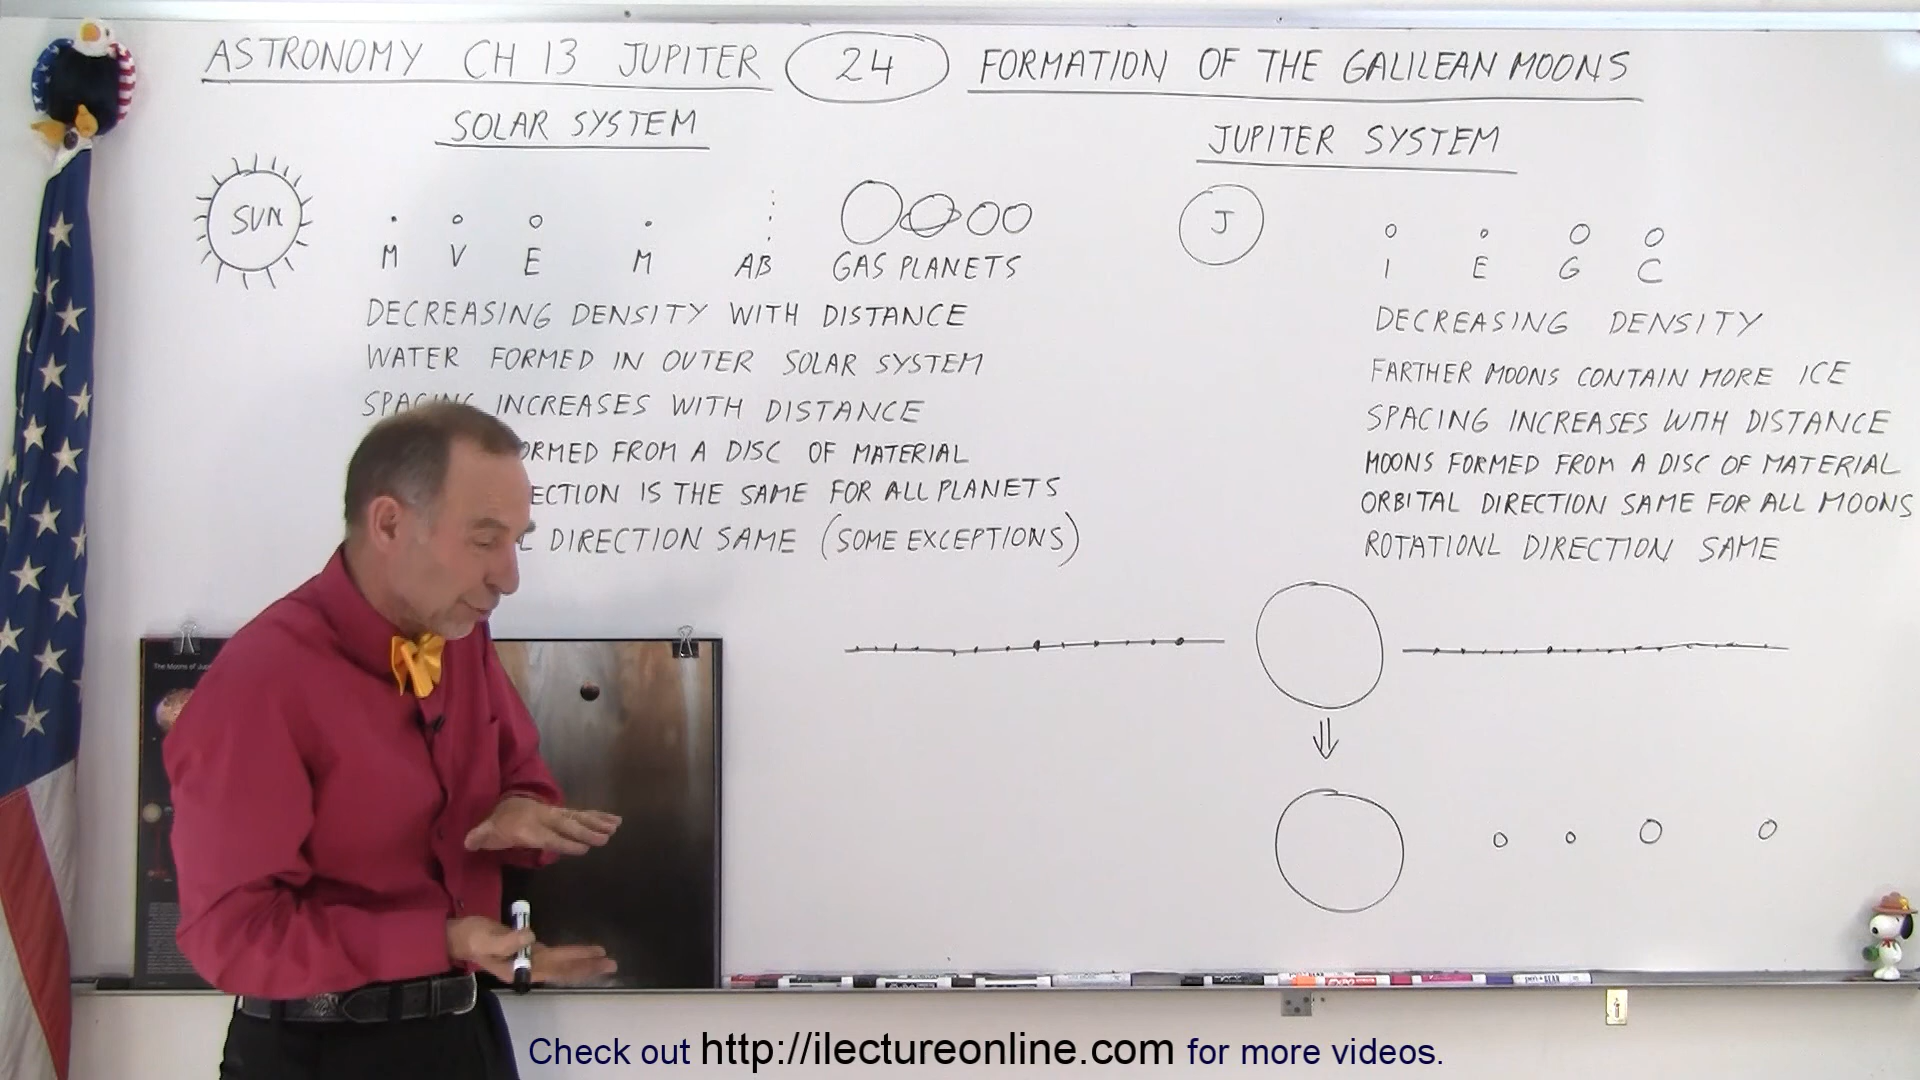 ASTRONOMY CH 13 JUPITER 24 FORMATION OF THE GALILEAN MOONS
SOLAR SYSTEM
SUN
M V E M AB GAS PLANETS
DECREASING DENSITY WITH DISTANCE
WATER FORMED IN OUTER SOLAR SYSTEM
SPACING INCREASES WITH DISTANCE
ORMED FROM A DISC OF MATERIAL
ECTION IS THE SAME FOR ALL PLANETS
L DIRECTION SAME (SOME EXCEPTIONS)
JUPITER SYSTEM
J
I E G C
DECREASING DENSITY
FARTHER MOONS CONTAIN MORE ICE
SPACING INCREASES WITH DISTANCE
MOONS FORMED FROM A DISC OF MATERIAL
ORBITAL DIRECTION SAME FOR ALL MOONS
ROTATIONL DIRECTION SAME
The Moons of Jup
Check out http://ilectureonline.com for more videos.